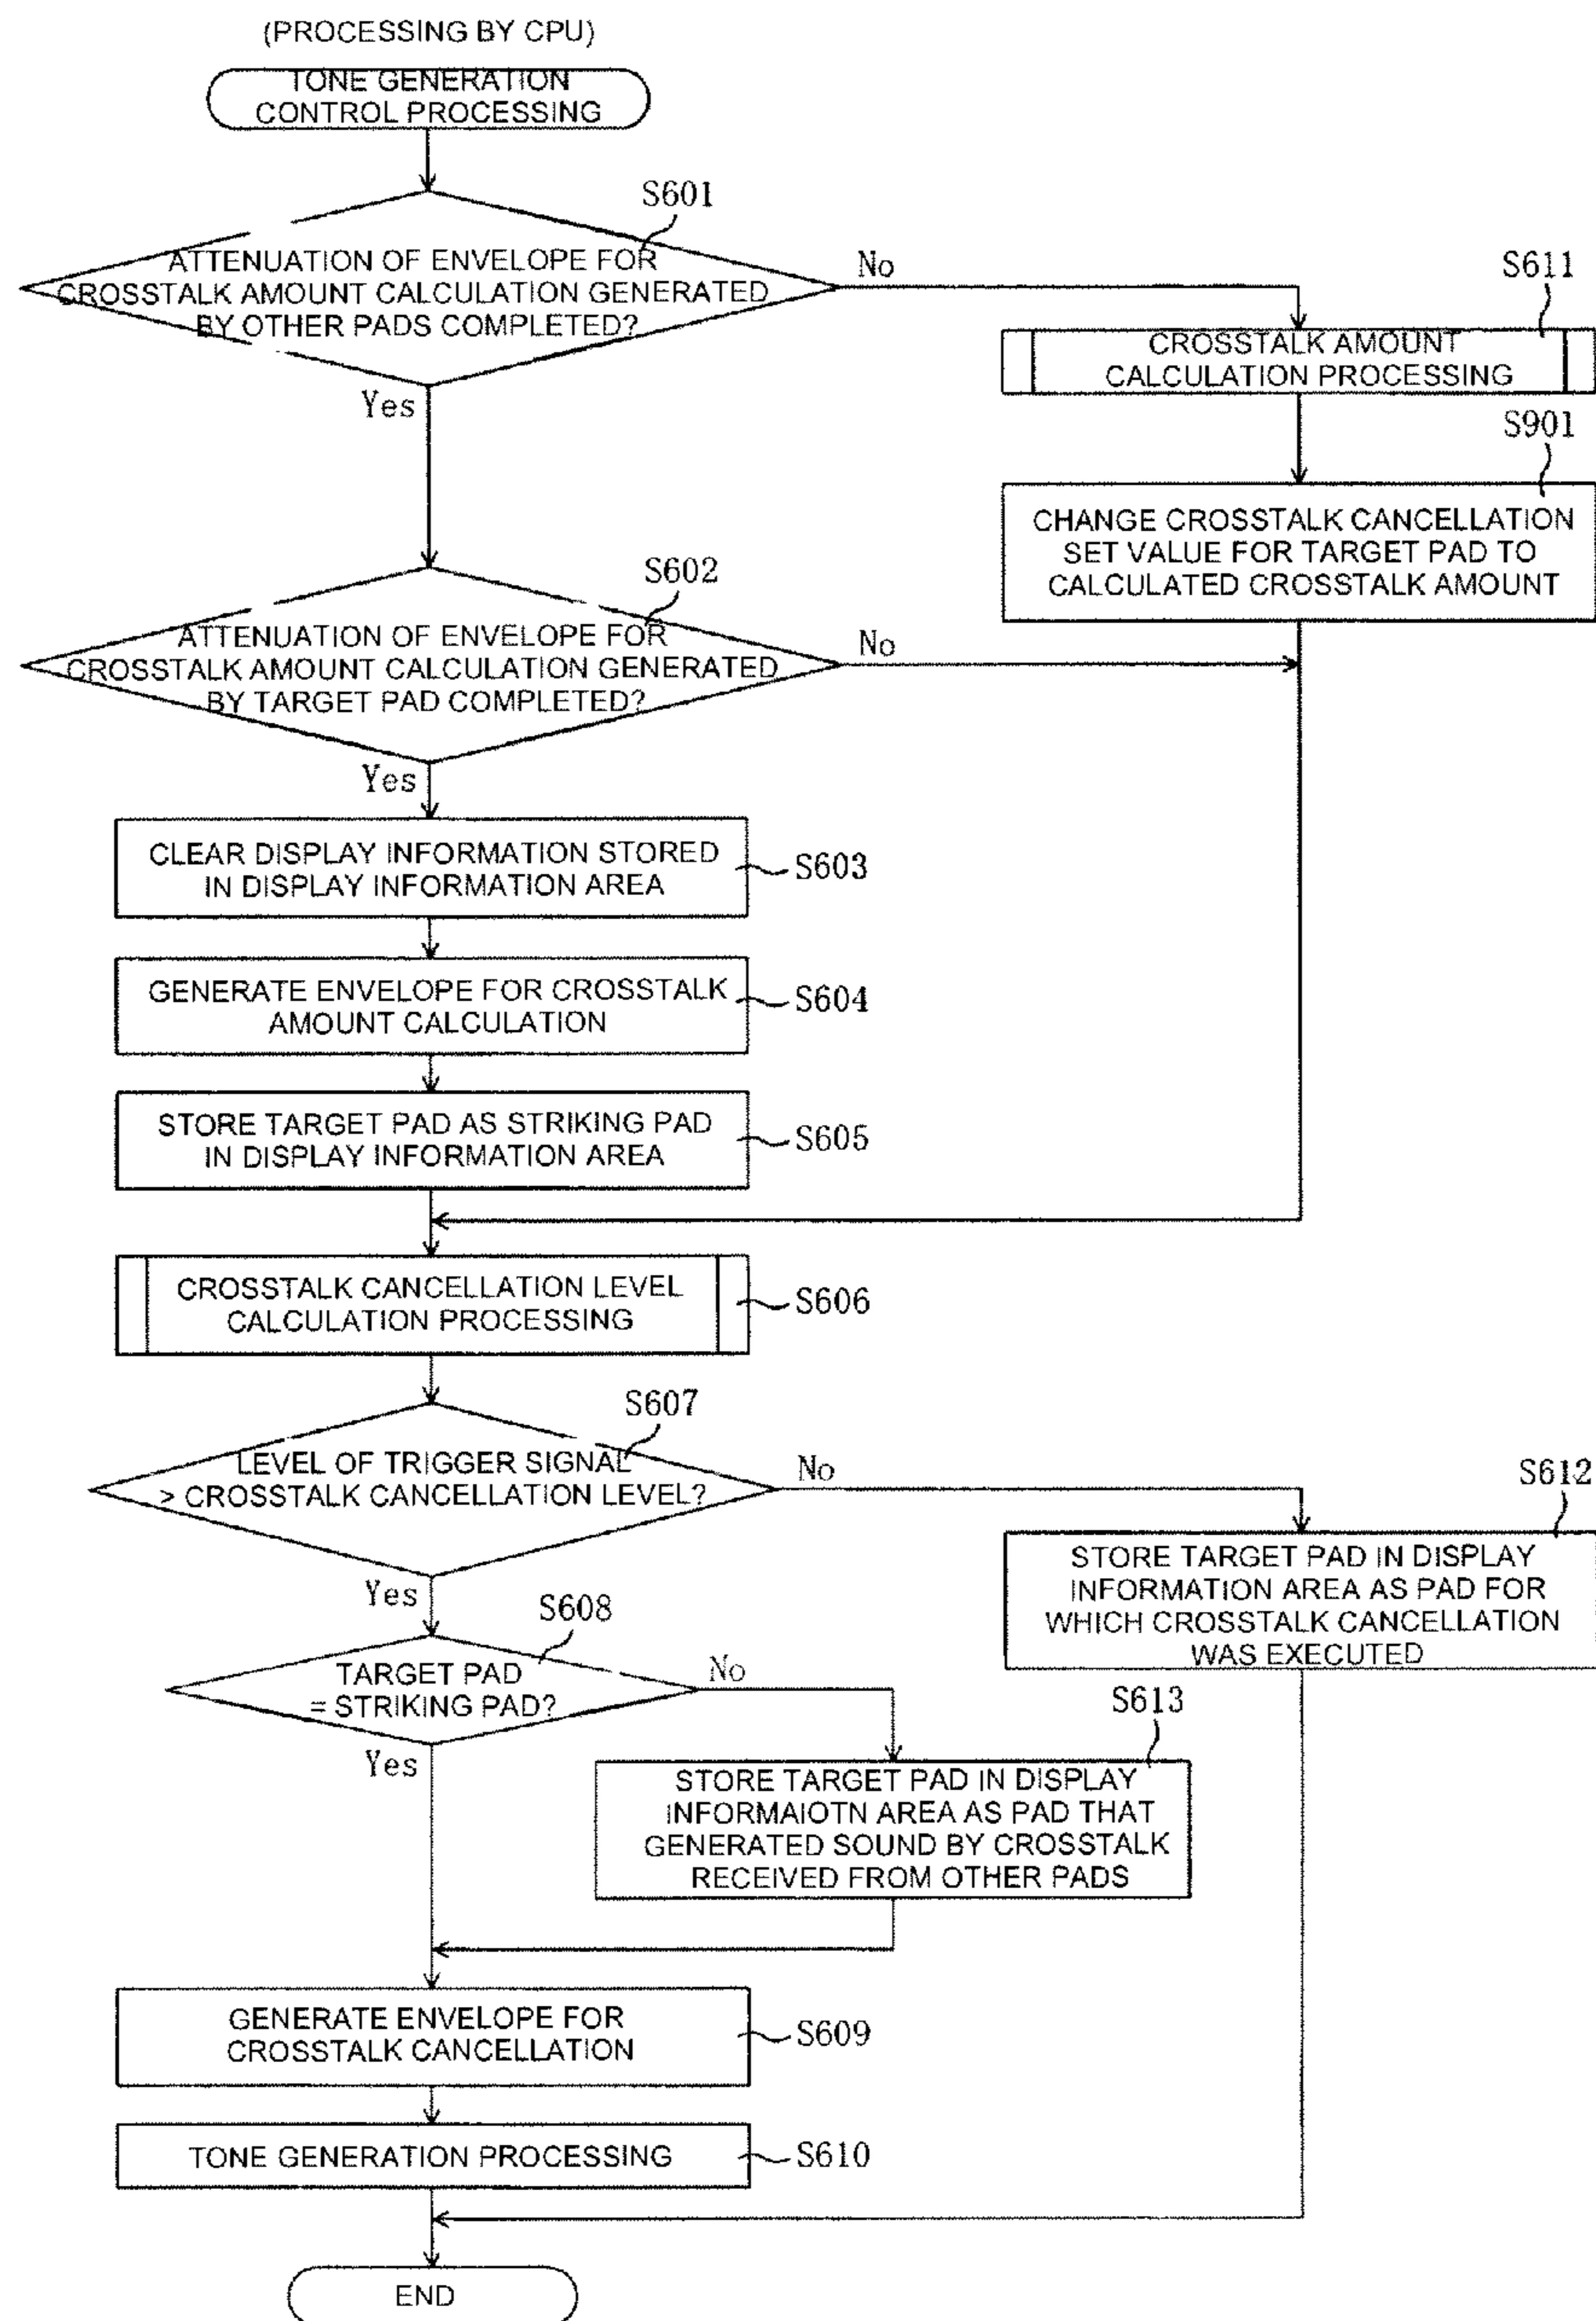 (PROCESSING BY CPU)
TONE GENERATION
CONTROL PROCESSING
S601
ATTENUATION OF ENVELOPE FOR
CROSSTALK AMOUNT CALCULATION GENERATED
BY OTHER PADS COMPLETED?
No
Yes
S611
CROSSTALK AMOUNT
CALCULATION PROCESSING
S901
CHANGE CROSSTALK CANCELLATION
SET VALUE FOR TARGET PAD TO
CALCULATED CROSSTALK AMOUNT
S602
ATTENUATION OF ENVELOPE FOR
CROSSTALK AMOUNT CALCULATION GENERATED
BY TARGET PAD COMPLETED?
No
Yes
CLEAR DISPLAY INFORMATION STORED
IN DISPLAY INFORMATION AREA
S603
GENERATE ENVELOPE FOR CROSSTALK
AMOUNT CALCULATION
S604
STORE TARGET PAD AS STRIKING PAD
IN DISPLAY INFORMATION AREA
S605
CROSSTALK CANCELLATION LEVEL
CALCULATION PROCESSING
S606
S607
LEVEL OF TRIGGER SIGNAL
> CROSSTALK CANCELLATION LEVEL?
No
Yes
S612
STORE TARGET PAD IN DISPLAY
INFORMATION AREA AS PAD FOR
WHICH CROSSTALK CANCELLATION
WAS EXECUTED
S608
TARGET PAD
= STRIKING PAD?
No
Yes
S613
STORE TARGET PAD IN DISPLAY
INFORMAIOTN AREA AS PAD THAT
GENERATED SOUND BY CROSSTALK
RECEIVED FROM OTHER PADS
GENERATE ENVELOPE FOR
CROSSTALK CANCELLATION
S609
TONE GENERATION PROCESSING
S610
END